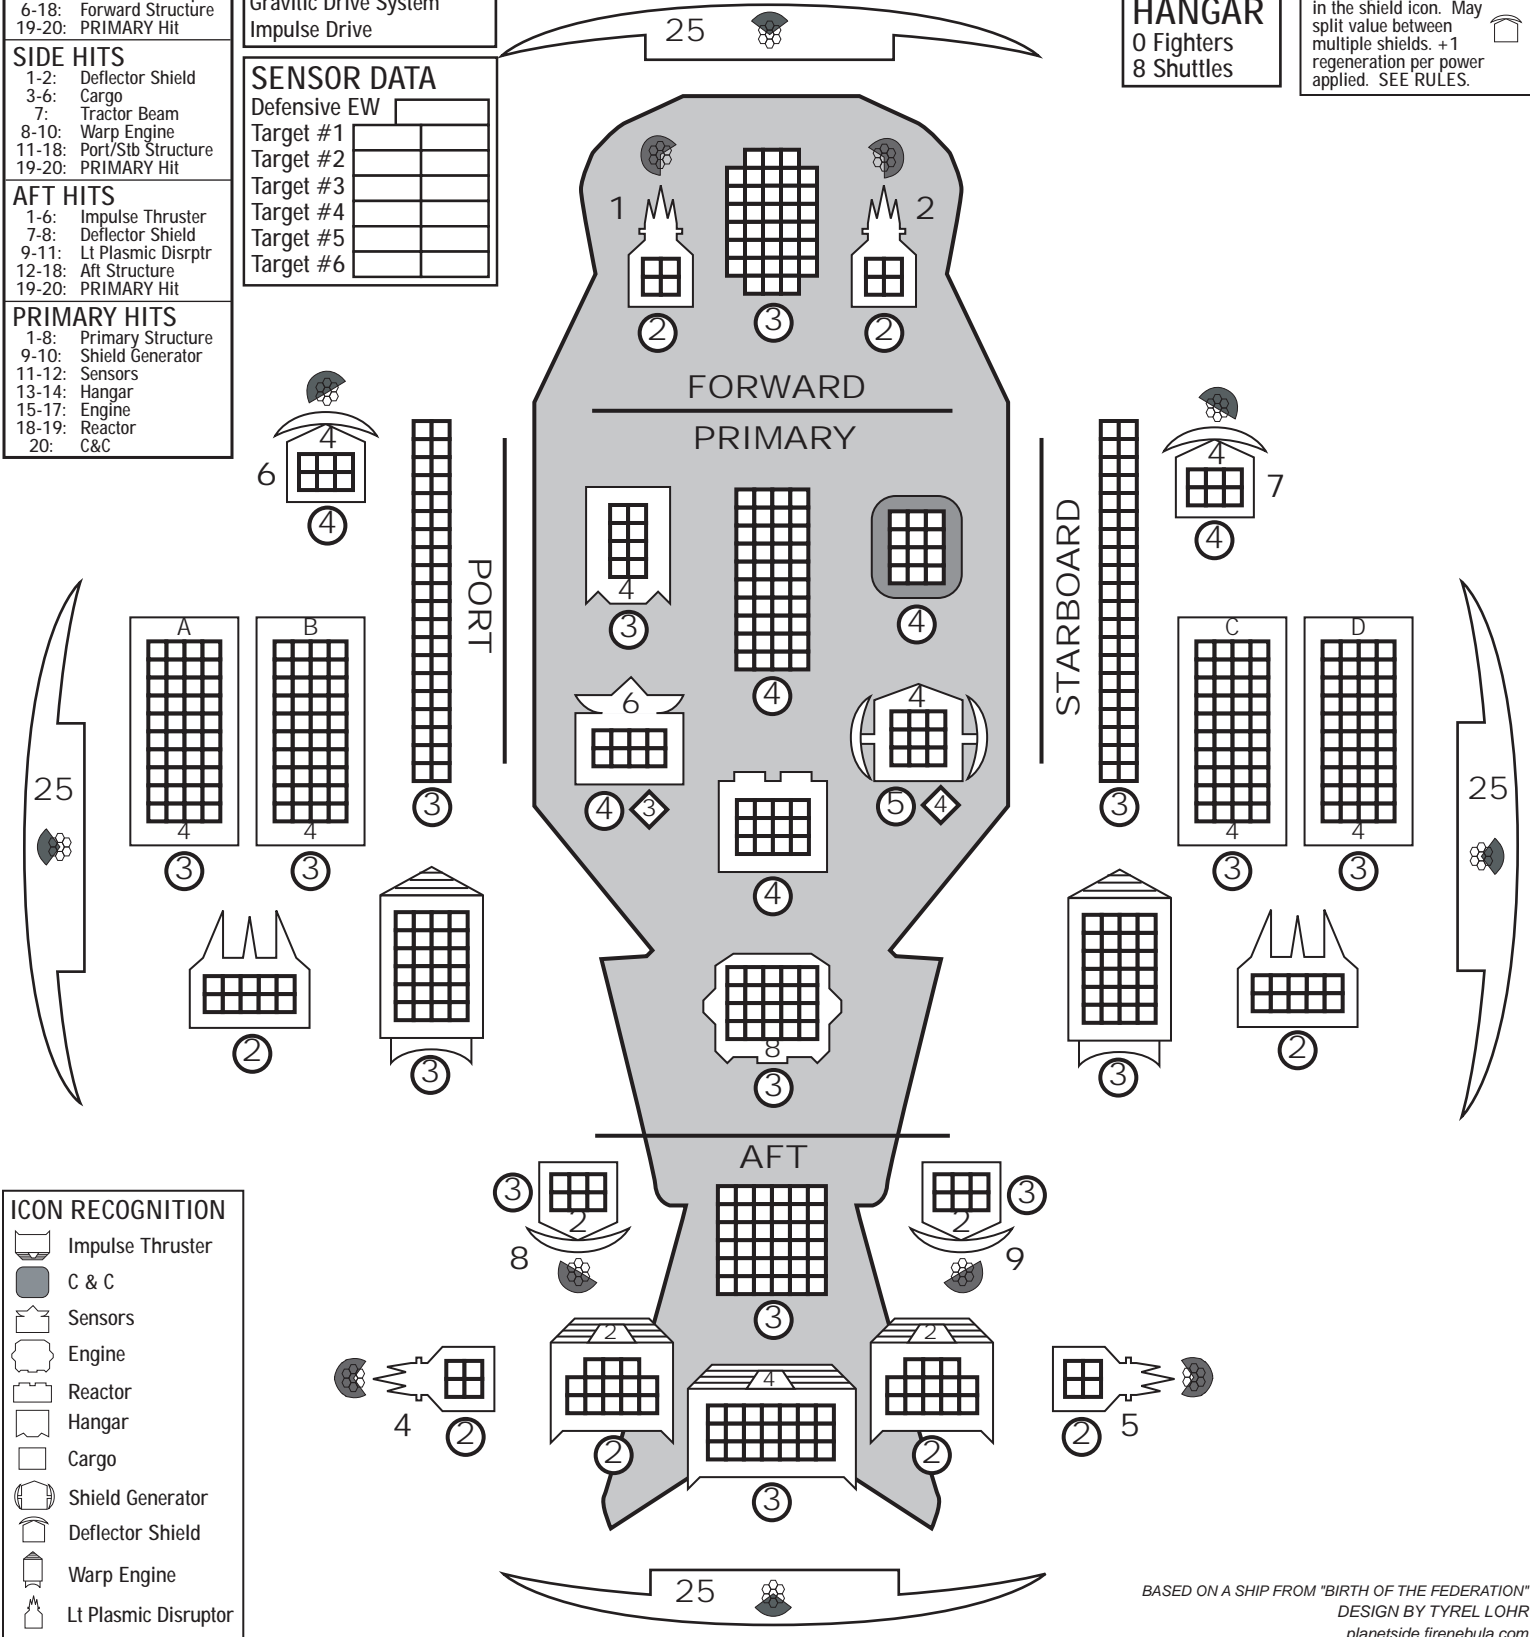 6-18: Forward Structure
19-20: PRIMARY Hit
SIDE HITS
1-2: Deflector Shield
3-6: Cargo
7: Tractor Beam
8-10: Warp Engine
11-18: Port/Stb Structure
19-20: PRIMARY Hit
AFT HITS
1-6: Impulse Thruster
7-8: Deflector Shield
9-11: Lt Plasmic Disrptr
12-18: Aft Structure
19-20: PRIMARY Hit
PRIMARY HITS
1-8: Primary Structure
9-10: Shield Generator
11-12: Sensors
13-14: Hangar
15-17: Engine
18-19: Reactor
20: C&C
Gravitic Drive System
Impulse Drive
SENSOR DATA
Defensive EW
Target #1
Target #2
Target #3
Target #4
Target #5
Target #6
25
HANGAR
0 Fighters
8 Shuttles
in the shield icon. May
split value between
multiple shields. +1
regeneration per power
applied. SEE RULES.
1
2
2
3
2
FORWARD
PRIMARY
4
6
4
4
7
4
PORT
STARBOARD
4
3
4
4
A
B
C
D
6
4
25
25
4
3
5
4
3
3
4
4
4
4
3
3
3
3
4
2
3
8
3
3
2
AFT
3
2
8
3
2
9
3
4
2
2
2
4
3
2
2
5
25
ICON RECOGNITION
Impulse Thruster
C & C
Sensors
Engine
Reactor
Hangar
Cargo
Shield Generator
Deflector Shield
Warp Engine
Lt Plasmic Disruptor
BASED ON A SHIP FROM "BIRTH OF THE FEDERATION"
DESIGN BY TYREL LOHR
planetside.firenebula.com